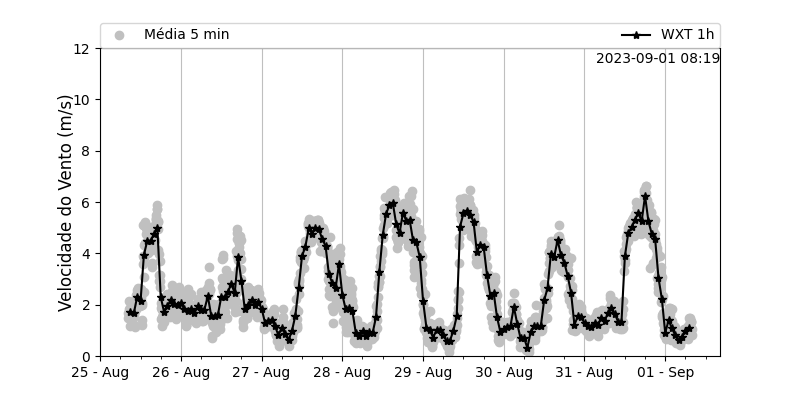 Média 5 min
WXT 1h
2023-09-01 08:19
Velocidade do Vento (m/s)
12
10
8
6
4
2
0
25 - Aug
26 - Aug
27 - Aug
28 - Aug
29 - Aug
30 - Aug
31 - Aug
01 - Sep